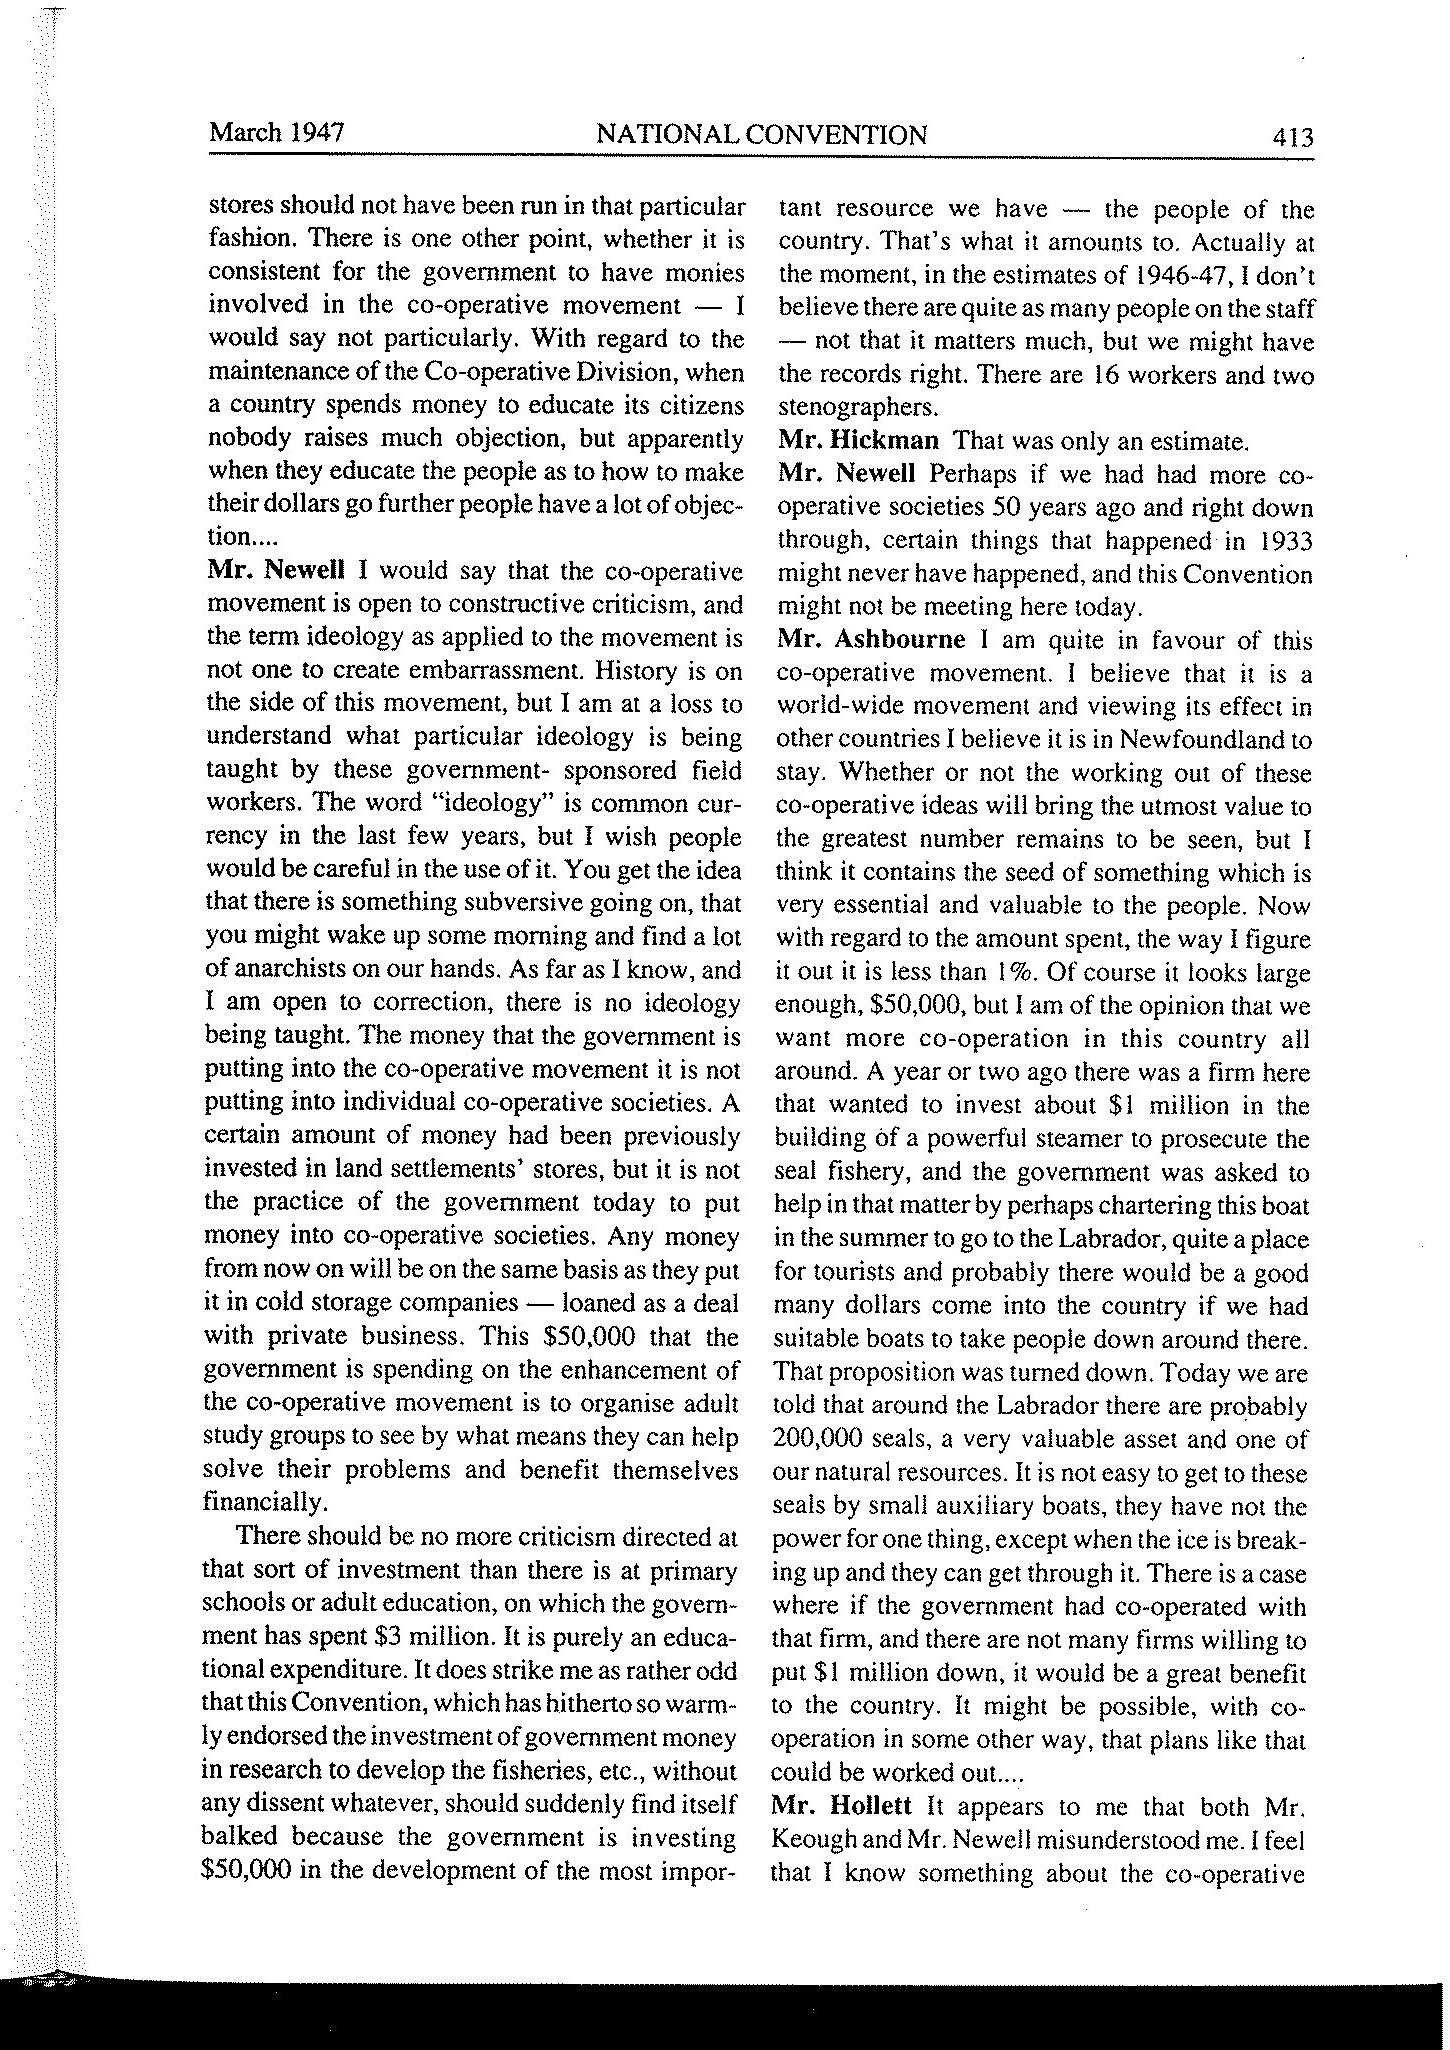 March 1947
NATIONAL CONVENTION
413
stores should not have been run in that particular
fashion. There is one other point, whether it is
consistent for the government to have monies
involved in the co-operative movement — I
would say not particularly. With regard to the
maintenance of the Co-operative Division, when
a country spends money to educate its citizens
nobody raises much objection, but apparently
when they educate the people as to how to make
their dollars go further people have a lot of objec-
tion....
Mr. Newell I would say that the co-operative
movement is open to constructive criticism, and
the term ideology as applied to the movement is
not one to create embarrassment. History is on
the side of this movement, but I am at a loss to
understand what particular ideology is being
taught by these government- sponsored field
workers. The word “ideology” is common cur-
rency in the last few years, but I wish people
would be careful in the use of it. You get the idea
that there is something subversive going on, that
you might wake up some morning and find a lot
of anarchists on our hands. As far as I know, and
I am open to correction, there is no ideology
being taught. The money that the government is
putting into the co-operative movement it is not
putting into individual co-operative societies. A
certain amount of money had been previously
invested in land settlements’ stores, but it is not
the practice of the government today to put
money into co-operative societies. Any money
from now on will be on the same basis as they put
it in cold storage companies — loaned as a deal
with private business. This $50,000 that the
government is spending on the enhancement of
the co-operative movement is to organise adult
study groups to see by what means they can help
solve their problems and benefit themselves
financially.
There should be no more criticism directed at
that sort of investment than there is at primary
schools or adult education, on which the govern-
ment has spent $3 million. It is purely an educa-
tional expenditure. It does strike me as rather odd
that this Convention, which has hitherto so warm-
ly endorsed the investment of government money
in research to develop the fisheries, etc., without
any dissent whatever, should suddenly find itself
balked because the government is investing
$50,000 in the development of the most impor-
tant resource we have — the people of the
country. That’s what it amounts to. Actually at
the moment, in the estimates of 1946-47, I don’t
believe there are quite as many people on the staff
— not that it matters much, but we might have
the records right. There are 16 workers and two
stenographers.
Mr. Hickman That was only an estimate.
Mr. Newell Perhaps if we had had more co-
operative societies 50 years ago and right down
through, certain things that happened in 1933
might never have happened, and this Convention
might not be meeting here today.
Mr. Ashbourne I am quite in favour of this
co-operative movement. I believe that it is a
world-wide movement and viewing its effect in
other countries I believe it is in Newfoundland to
stay. Whether or not the working out of these
co-operative ideas will bring the utmost value to
the greatest number remains to be seen, but I
think it contains the seed of something which is
very essential and valuable to the people. Now
with regard to the amount spent, the way I figure
it out it is less than 1%. Of course it looks large
enough, $50,000, but I am of the opinion that we
want more co-operation in this country all
around. A year or two ago there was a firm here
that wanted to invest about $1 million in the
building of a powerful steamer to prosecute the
seal fishery, and the government was asked to
help in that matter by perhaps chartering this boat
in the summer to go to the Labrador, quite a place
for tourists and probably there would be a good
many dollars come into the country if we had
suitable boats to take people down around there.
That proposition was turned down. Today we are
told that around the Labrador there are probably
200,000 seals, a very valuable asset and one of
our natural resources. It is not easy to get to these
seals by small auxiliary boats, they have not the
power for one thing, except when the ice is break-
ing up and they can get through it. There is a case
where if the government had co-operated with
that firm, and there are not many firms willing to
put $1 million down, it would be a great benefit
to the country. It might be possible, with co-
operation in some other way, that plans like that
could be worked out....
Mr. Hollett It appears to me that both Mr.
Keough and Mr. Newell misunderstood me. I feel
that I know something about the co-operative